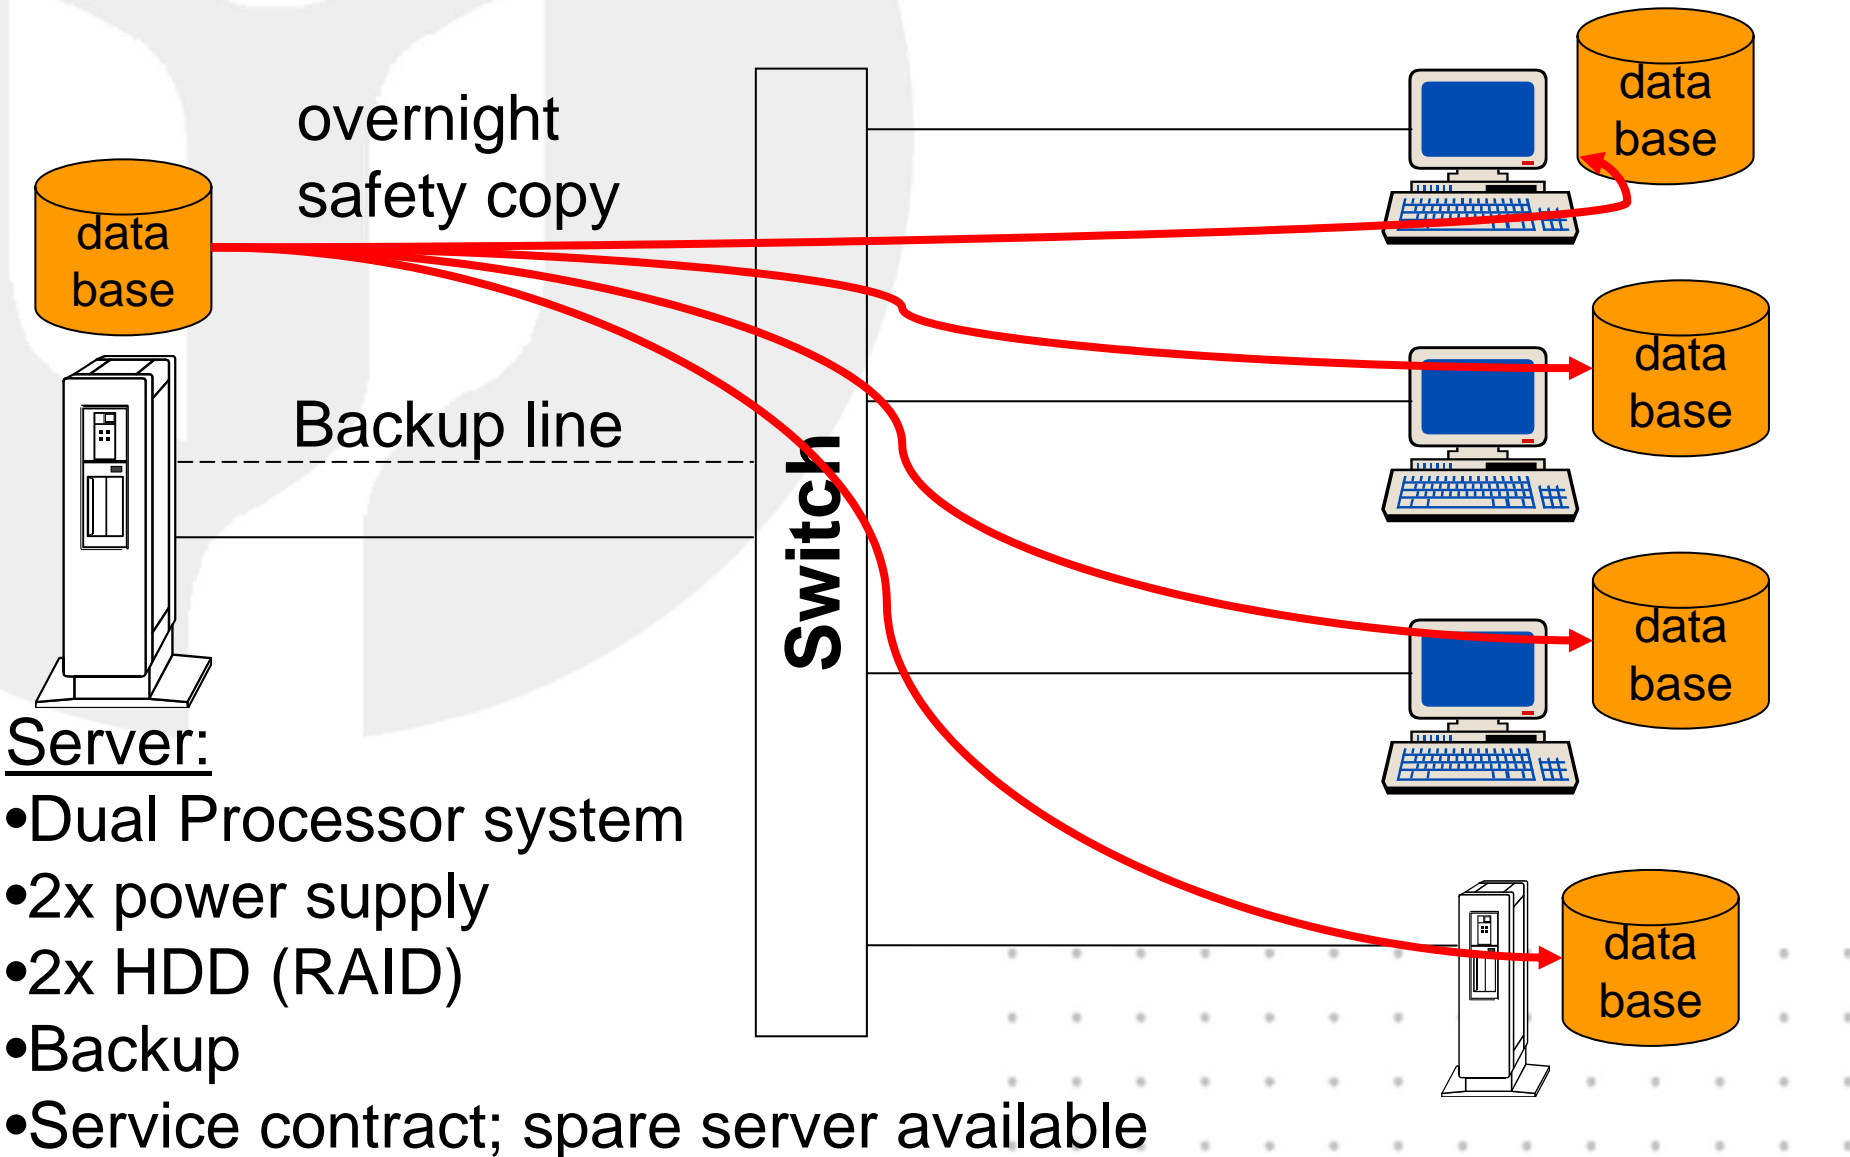 overnight
safety copy
data
base
Backup line
Switch
data
base
data
base
data
base
data
base
Server:
•Dual Processor system
•2x power supply
•2x HDD (RAID)
•Backup
•Service contract; spare server available